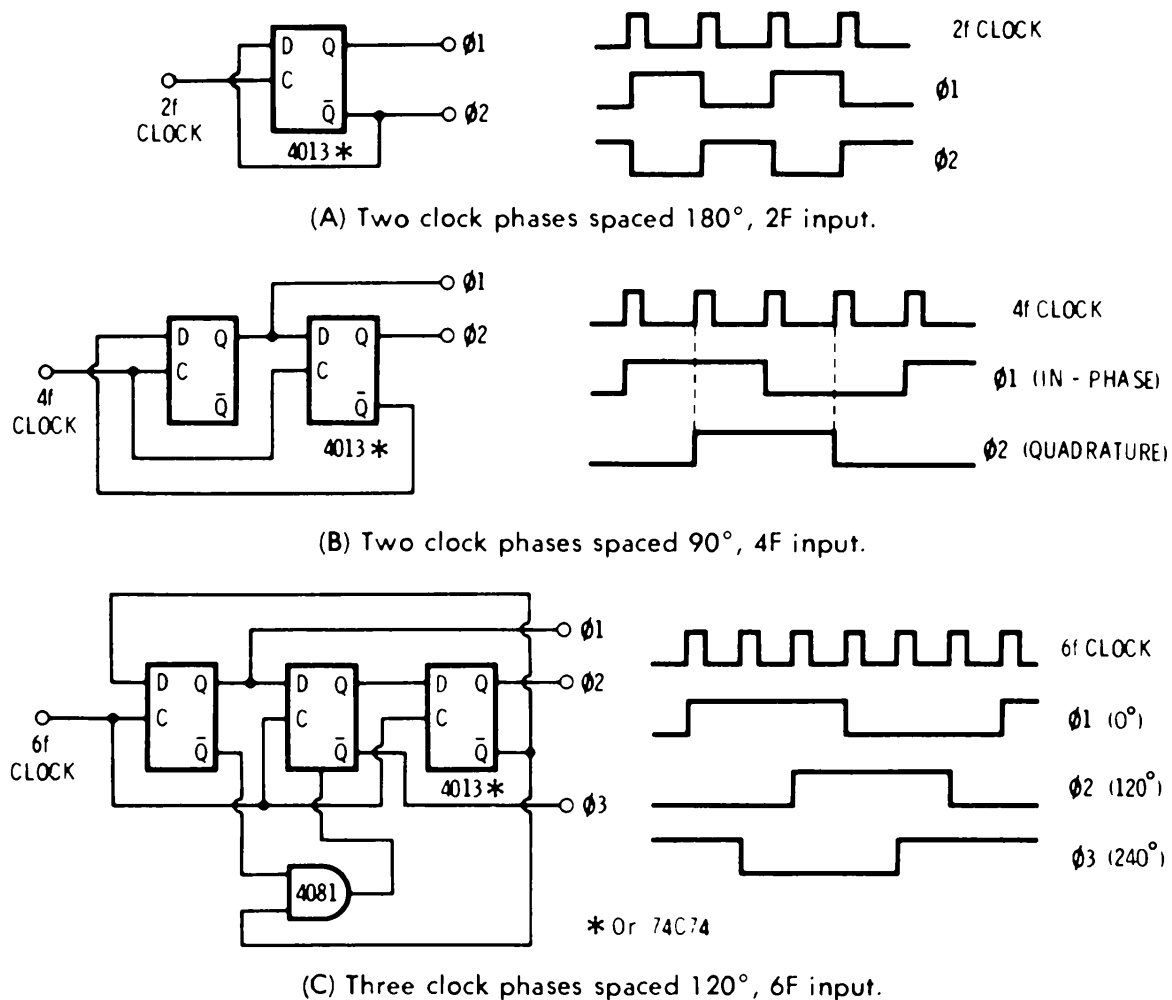 D Q ø1
C
Q̅ ø2
2f
CLOCK
4013 *
2f CLOCK
ø1
ø2
(A) Two clock phases spaced 180°, 2F input.
ø1
D Q D Q ø2
C C
Q̅ Q̅
4f
CLOCK
4013 *
4f CLOCK
ø1 (IN - PHASE)
ø2 (QUADRATURE)
(B) Two clock phases spaced 90°, 4F input.
ø1
D Q D Q D Q ø2
C C C
Q̅ Q̅ Q̅
6f
CLOCK
4013 *
ø3
4081
6f CLOCK
ø1 (0°)
ø2 (120°)
ø3 (240°)
* Or 74C74
(C) Three clock phases spaced 120°, 6F input.